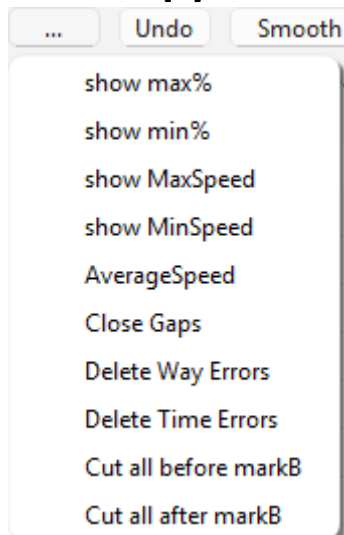 ... Undo Smooth
show max%
show min%
show MaxSpeed
show MinSpeed
AverageSpeed
Close Gaps
Delete Way Errors
Delete Time Errors
Cut all before markB
Cut all after markB